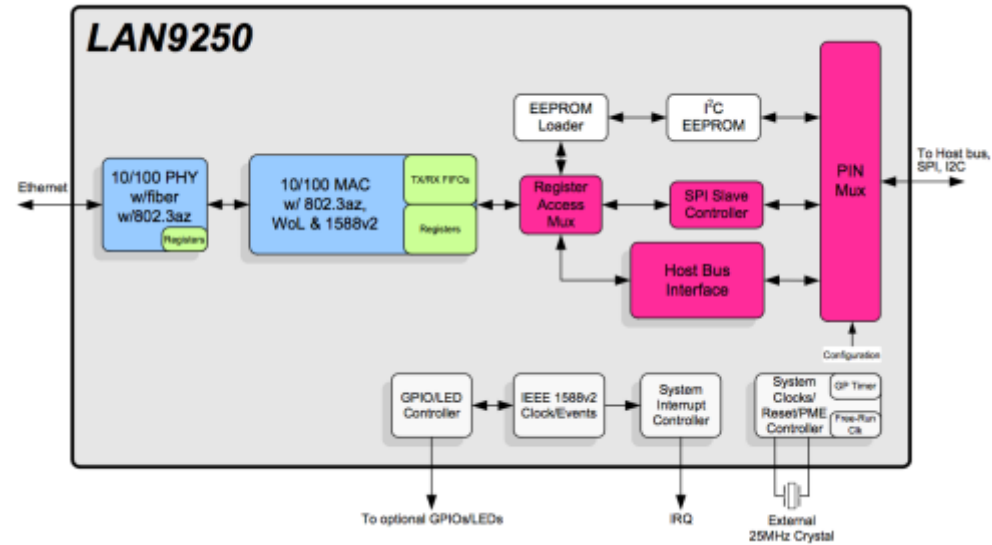 LAN9250
EEPROM
Loader
I²C
EEPROM
To Host bus,
SPI, I2C
PIN
Mux
Ethernet
10/100 PHY
w/fiber
w/802.3az
Registers
10/100 MAC
w/ 802.3az,
WoL & 1588v2
TX/RX FIFOs
Registers
Register
Access
Mux
SPI Slave
Controller
Host Bus
Interface
Configuration
GPIO/LED
Controller
IEEE 1588v2
Clock/Events
System
Interrupt
Controller
System
Clocks/
Reset/PME
Controller
GP Timer
Free-Run
Clk
To optional GPIOs/LEDs
IRQ
External
25MHz Crystal